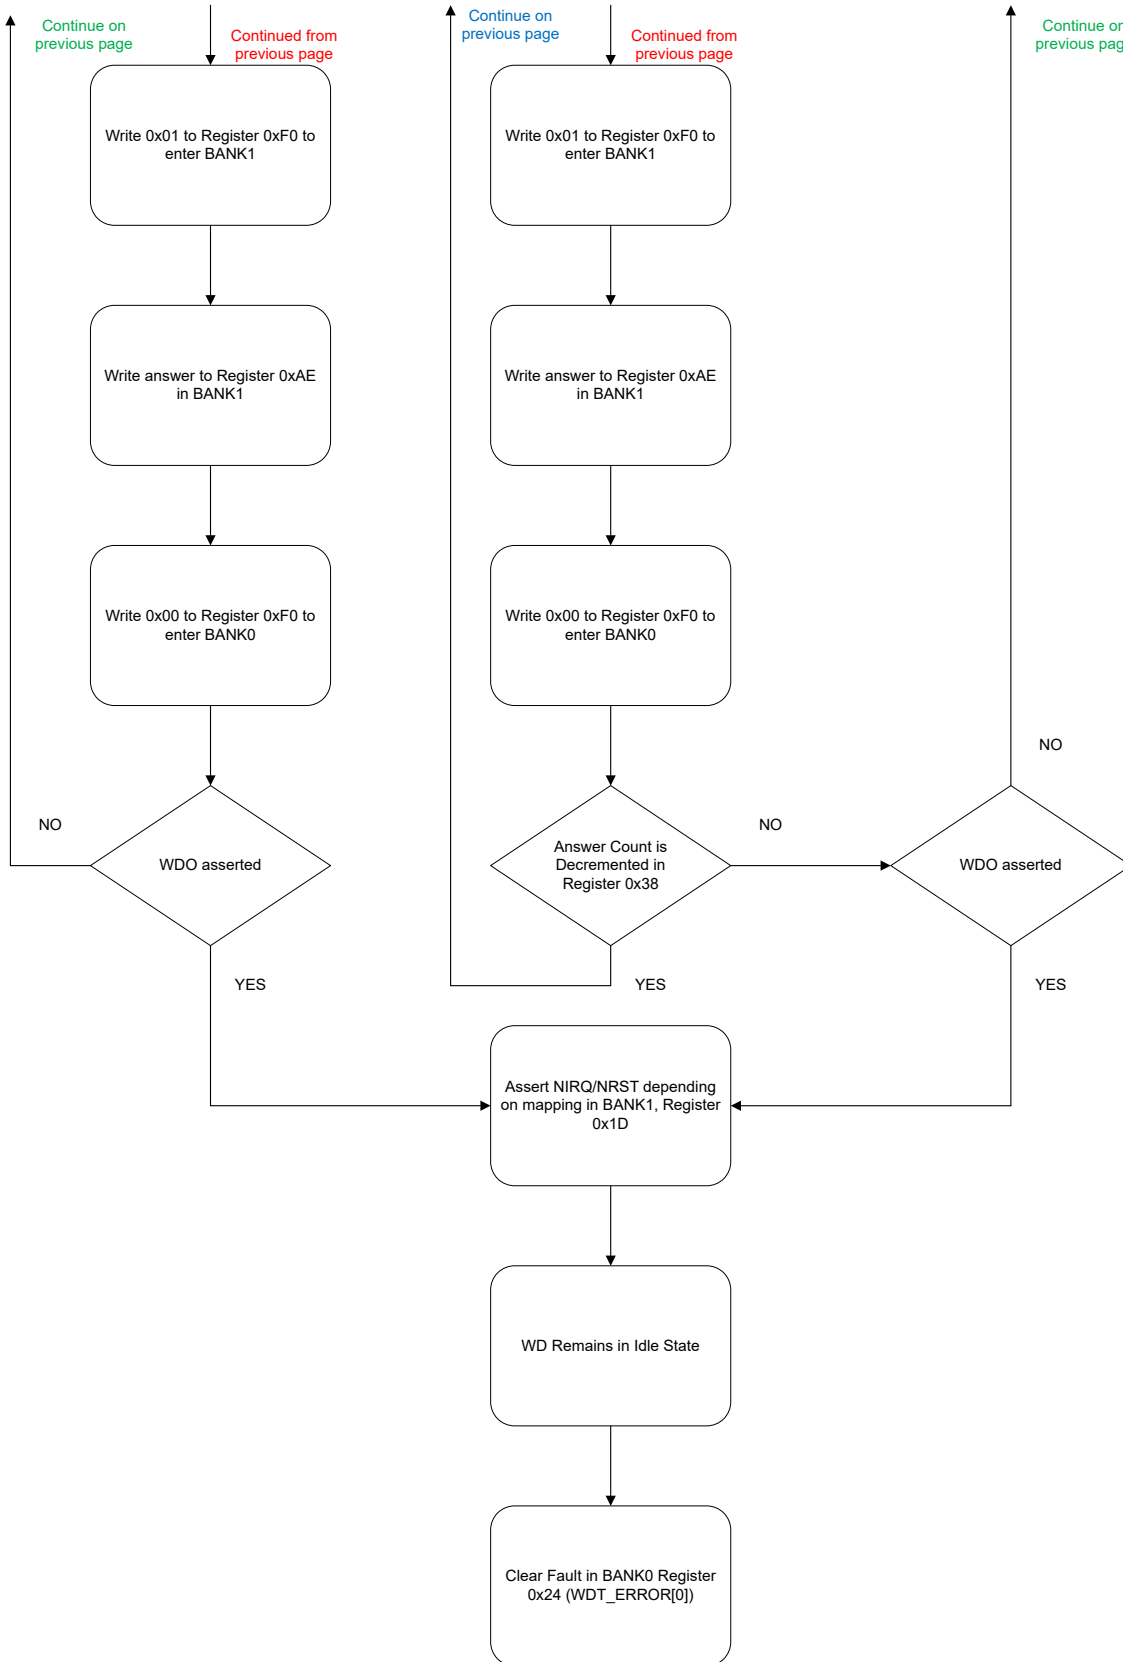 Continue on
previous page
Continued from
previous page
Continue on
previous page
Continued from
previous page
Continue or
previous pag
Write 0x01 to Register 0xF0 to
enter BANK1
Write 0x01 to Register 0xF0 to
enter BANK1
Write answer to Register 0xAE
in BANK1
Write answer to Register 0xAE
in BANK1
Write 0x00 to Register 0xF0 to
enter BANK0
Write 0x00 to Register 0xF0 to
enter BANK0
NO
WDO asserted
YES
Answer Count is
Decremented in
Register 0x38
NO
YES
NO
WDO asserted
YES
Assert NIRQ/NRST depending
on mapping in BANK1, Register
0x1D
WD Remains in Idle State
Clear Fault in BANK0 Register
0x24 (WDT_ERROR[0])